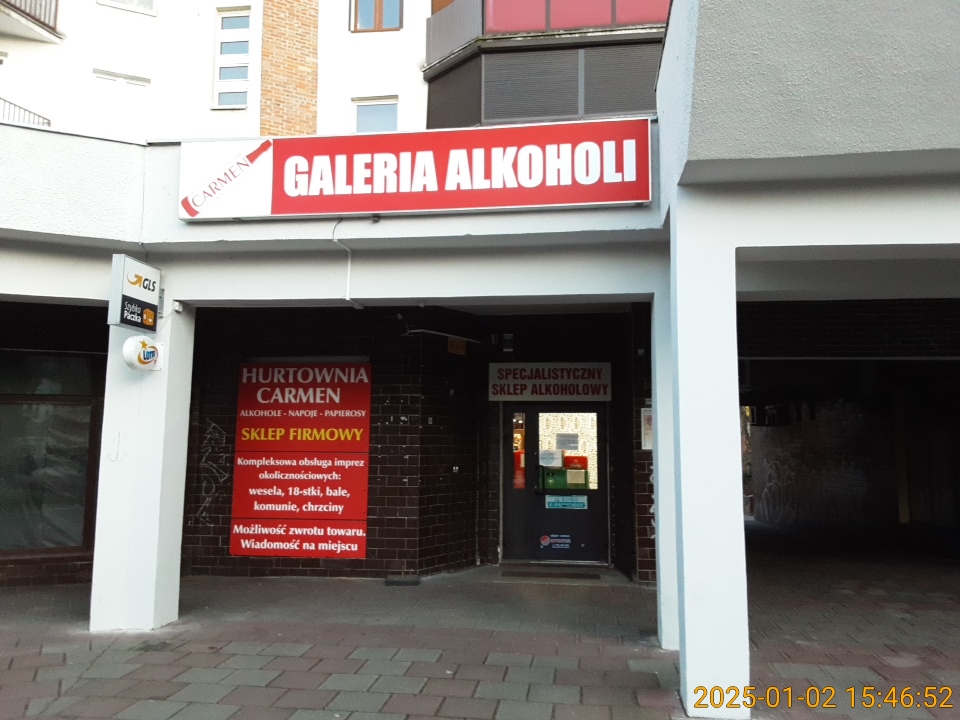 CARMEN
GALERIA ALKOHOLI
GLS
Szybka
Paczka
LOTTO
HURTOWNIA
CARMEN
ALKOHOLE - NAPOJE - PAPIEROSY
SKLEP FIRMOWY
Kompleksowa obsługa imprez
okolicznościowych:
wesela, 18-stki, bale,
komunie, chrzciny
Możliwość zwrotu towaru.
Wiadomość na miejscu
SPECJALISTYCZNY
SKLEP ALKOHOLOWY
2025-01-02 15:46:52